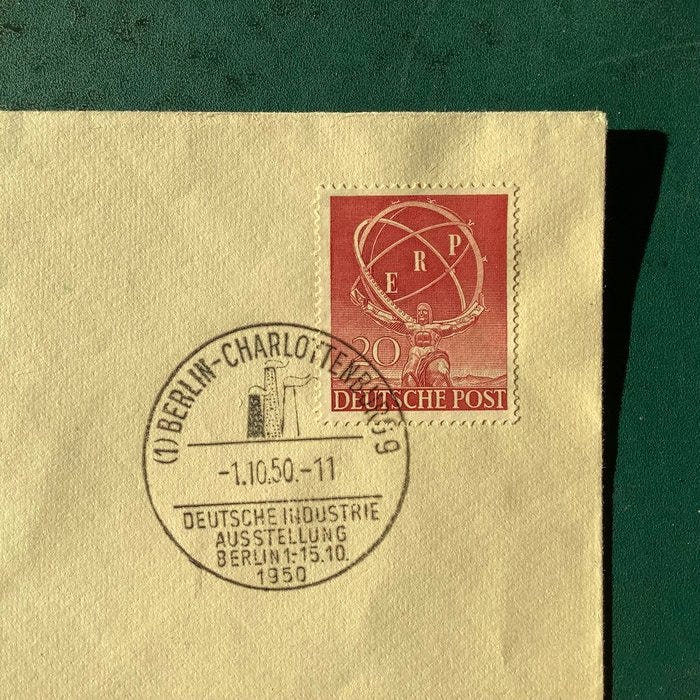 ERP
20
DEUTSCHE POST
(1) BERLIN-CHARLOTTENBURG 9
-1.10.50.-11
DEUTSCHE INDUSTRIE
AUSSTELLUNG
BERLIN 1.-15.10.
1950